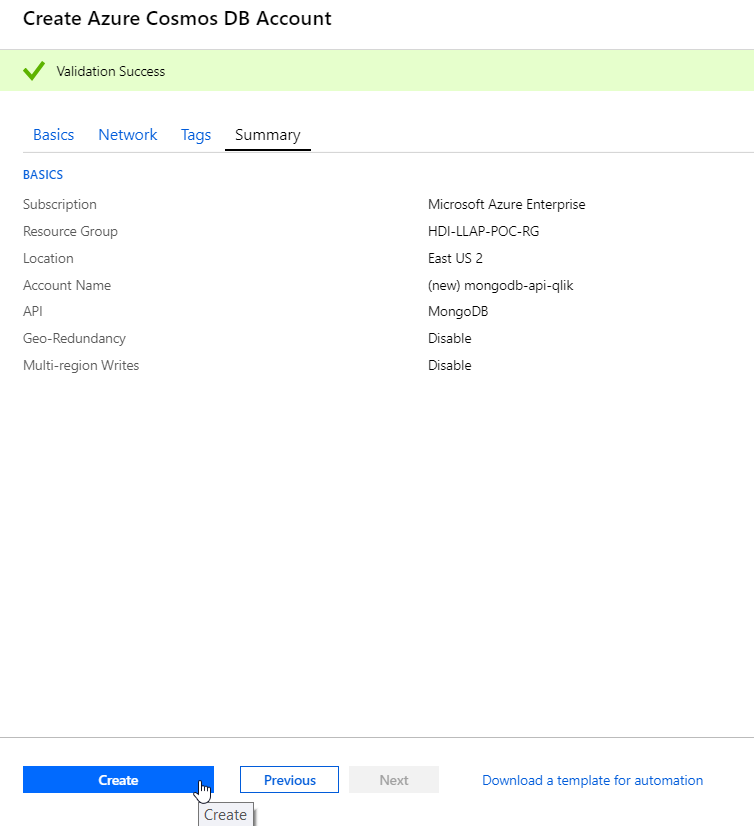 Create Azure Cosmos DB Account
Validation Success
Basics Network Tags Summary
BASICS
Subscription Microsoft Azure Enterprise
Resource Group HDI-LLAP-POC-RG
Location East US 2
Account Name (new) mongodb-api-qlik
API MongoDB
Geo-Redundancy Disable
Multi-region Writes Disable
Create Previous Next Download a template for automation
Create